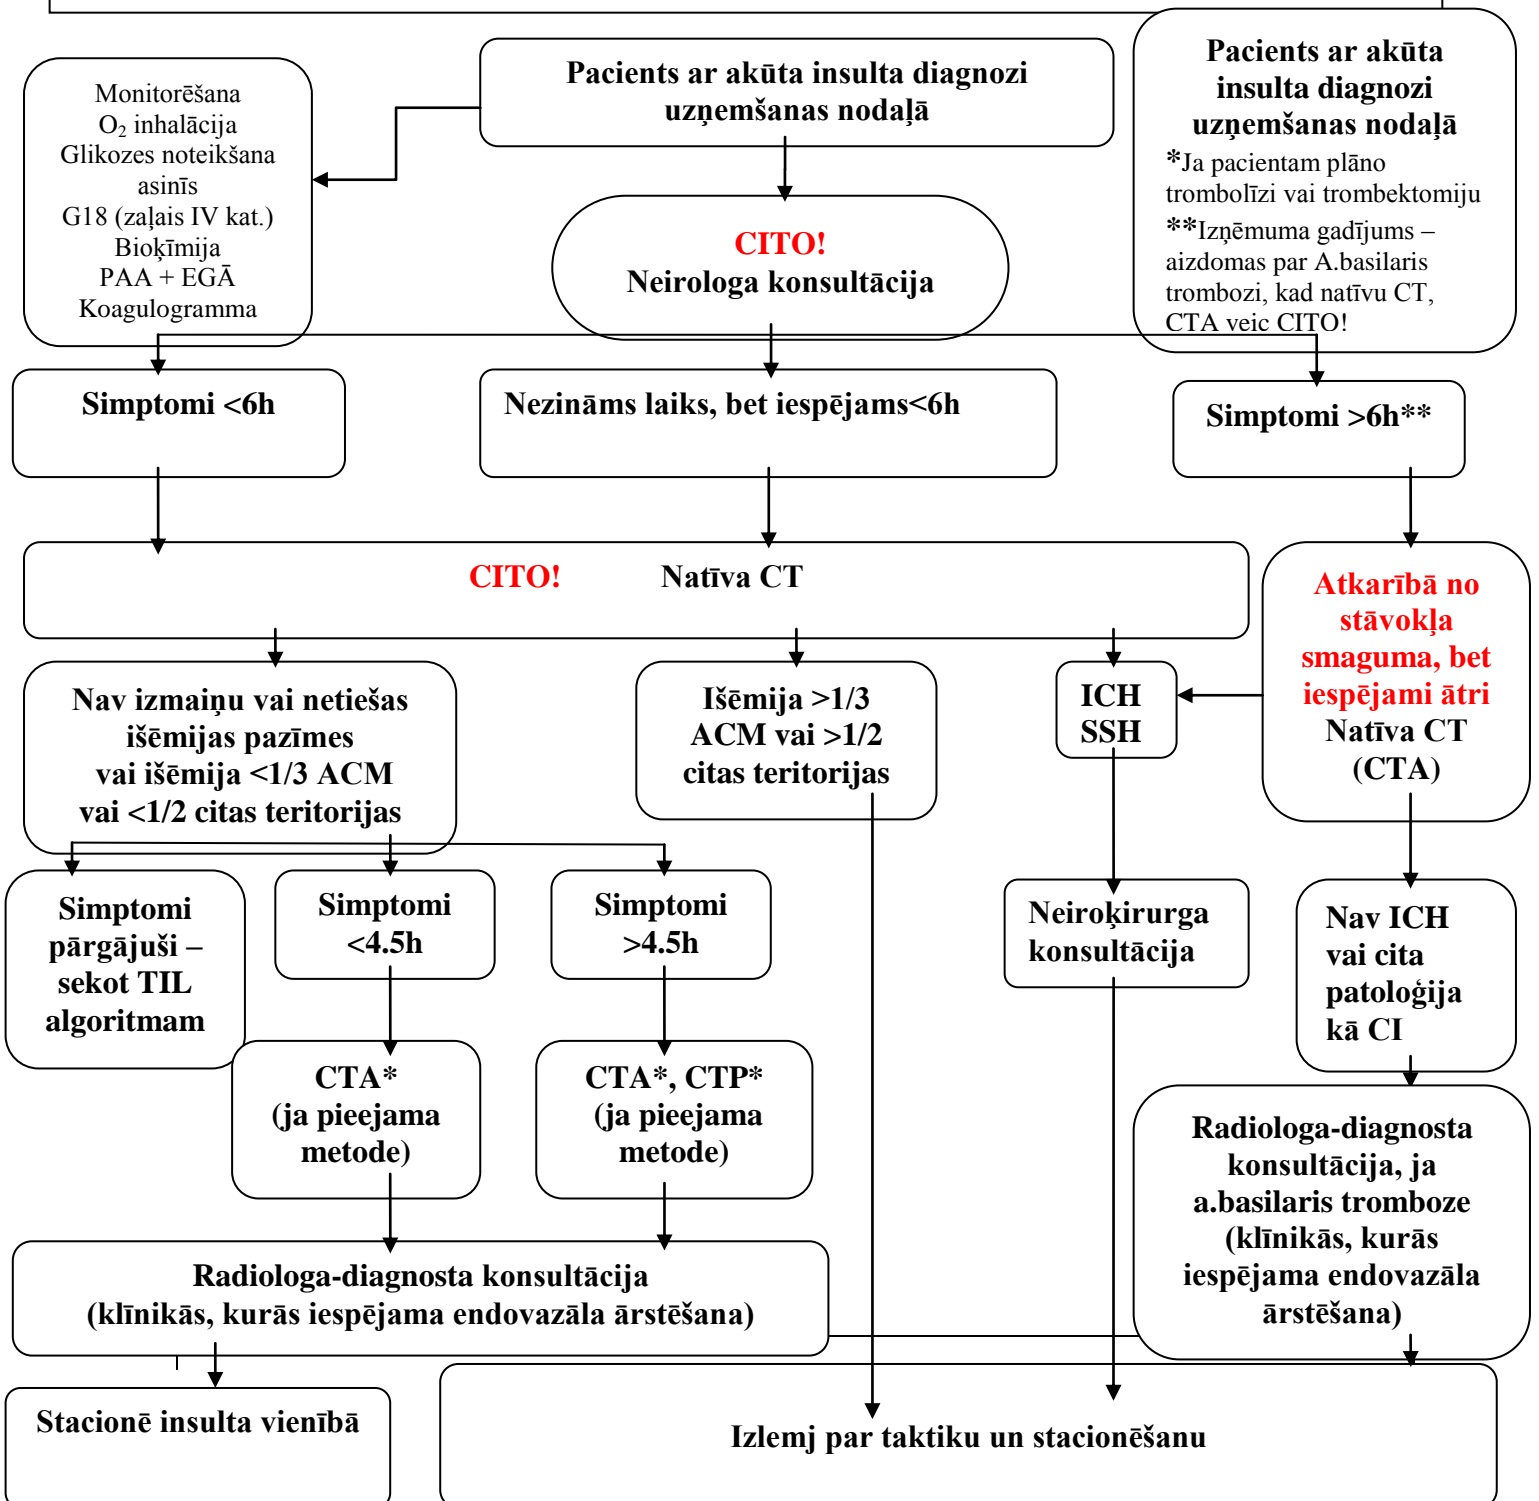 Pacients ar akūta insulta diagnozi
uzņemšanas nodaļā
Monitorēšana
O₂ inhalācija
Glikozes noteikšana
asinīs
G18 (zaļais IV kat.)
Bioķīmija
PAA + EGĀ
Koagulogramma
Pacients ar akūta
insulta diagnozi
uzņemšanas nodaļā
*Ja pacientam plāno
trombolīzi vai trombektomiju
**Izņēmuma gadījums –
aizdomas par A.basilaris
trombozi, kad natīvu CT,
CTA veic CITO!
CITO!
Neirologa konsultācija
Simptomi <6h
Nezināms laiks, bet iespējams<6h
Simptomi >6h**
CITO! Natīva CT
Atkarībā no
stāvokļa
smaguma, bet
iespējami ātri
Natīva CT
(CTA)
Nav izmaiņu vai netiešas
išēmijas pazīmes
vai išēmija <1/3 ACM
vai <1/2 citas teritorijas
Išēmija >1/3
ACM vai >1/2
citas teritorijas
ICH
SSH
Simptomi
pārgājuši –
sekot TIL
algoritmam
Simptomi
<4.5h
Simptomi
>4.5h
Neiroķirurga
konsultācija
Nav ICH
vai cita
patoloģija
kā CI
CTA*
(ja pieejama
metode)
CTA*, CTP*
(ja pieejama
metode)
Radiologa-diagnosta
konsultācija, ja
a.basilaris tromboze
(klīnikās, kurās
iespējama endovazāla
ārstēšana)
Radiologa-diagnosta konsultācija
(klīnikās, kurās iespējama endovazāla ārstēšana)
Stacionē insulta vienībā
Izlemj par taktiku un stacionēšanu